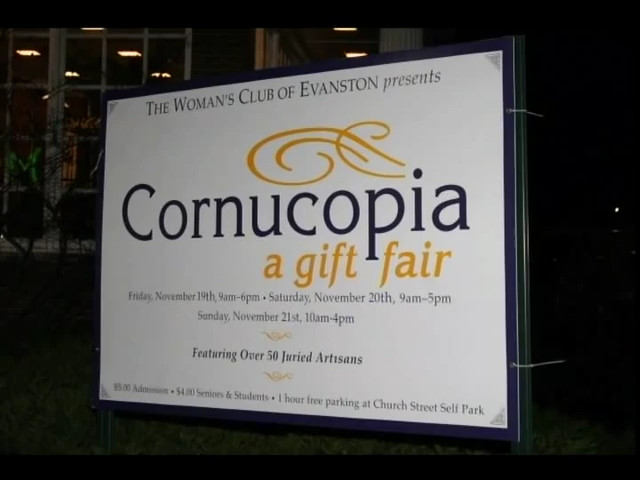 THE WOMAN'S CLUB OF EVANSTON presents
Cornucopia
a gift fair
Friday, November 19th, 9am-6pm • Saturday, November 20th, 9am-5pm
Sunday, November 21st, 10am-4pm
Featuring Over 50 Juried Artisans
$5.00 Admission • $4.00 Seniors & Students • 1 hour free parking at Church Street Self Park